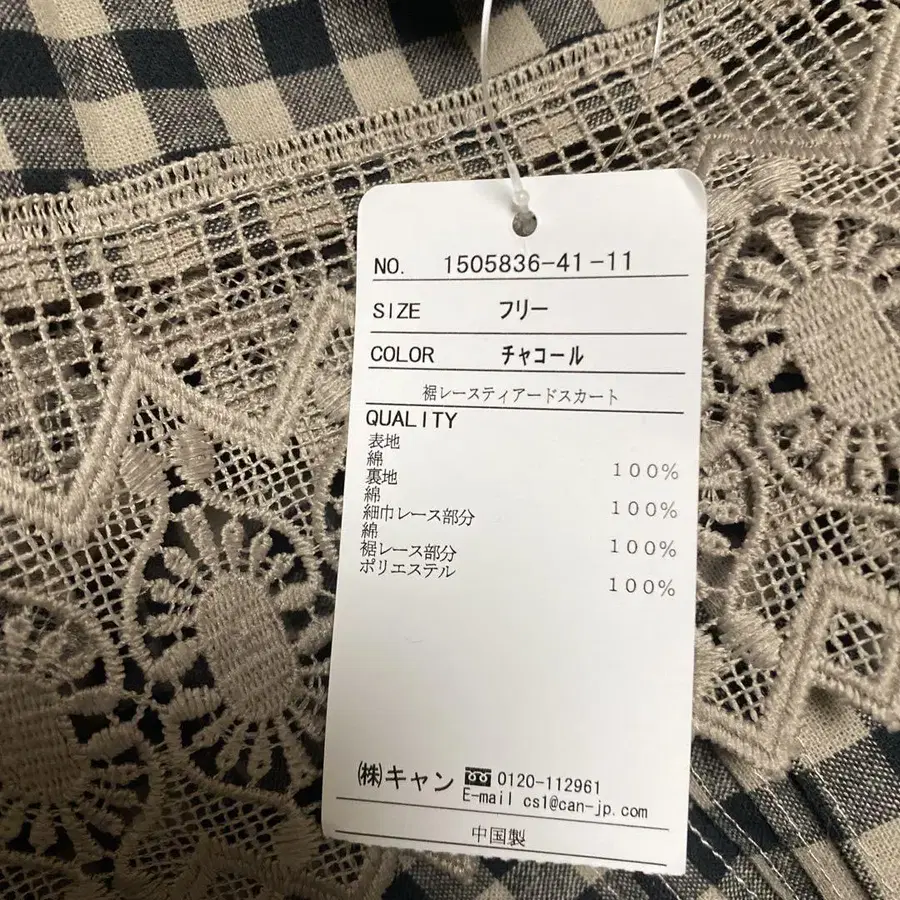 NO. 1505836-41-11
SIZE フリー
COLOR チャコール
裾レースティアードスカート
QUALITY
表地
綿 100%
裏地
綿 100%
細巾レース部分
綿 100%
裾レース部分
ポリエステル 100%
㈱キャン 0120-112961
E-mail cs1@can-jp.com
中国製